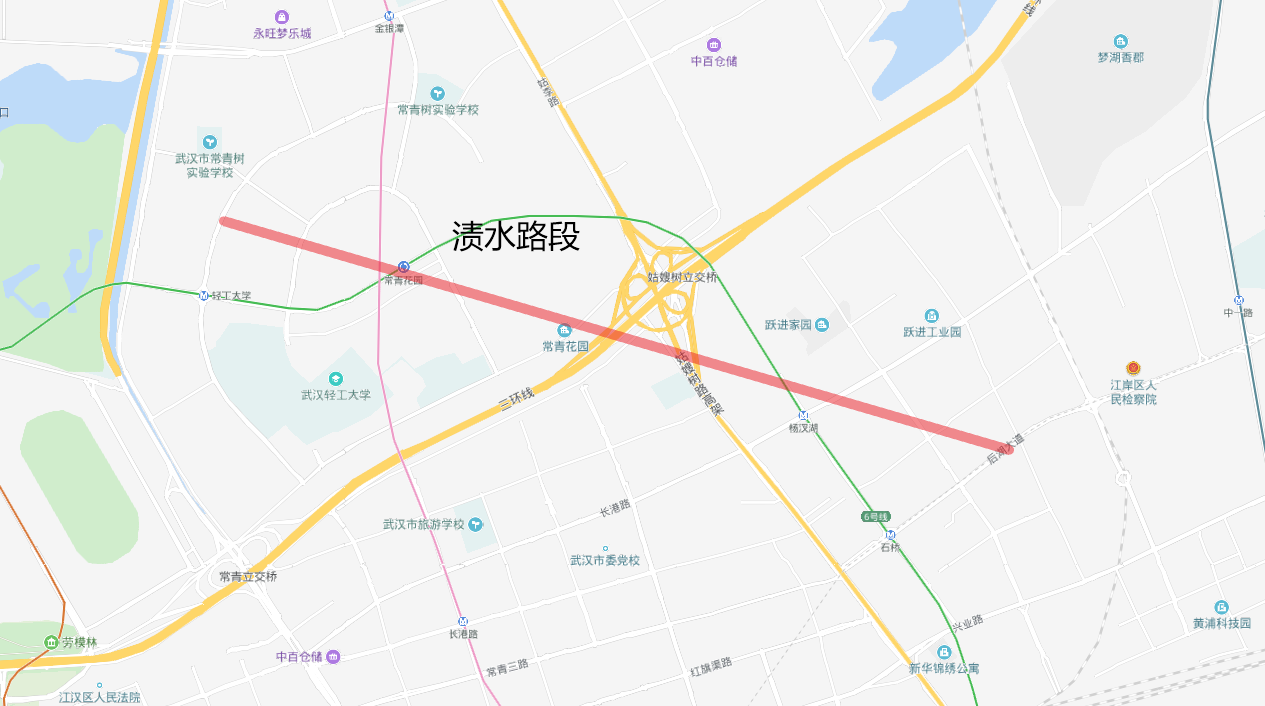 永旺梦乐城
金银潭
中百仓储
梦湖香郡
姑李路
常青树实验学校
口
武汉市常青树
实验学校
渍水路段
常青花园
姑嫂树立交桥
轻工大学
中一路
跃进家园
跃进工业园
常青花园
武汉轻工大学
三环线
姑嫂树路高架
江岸区人
民检察院
杨汊湖
后湖大道
长港路
6号线
武汉市旅游学校
石桥
武汉市委党校
常青立交桥
黄浦科技园
兴业路
长港路
劳模林
中百仓储
常青三路
红旗渠路
新华锦绣公寓
江汉区人民法院